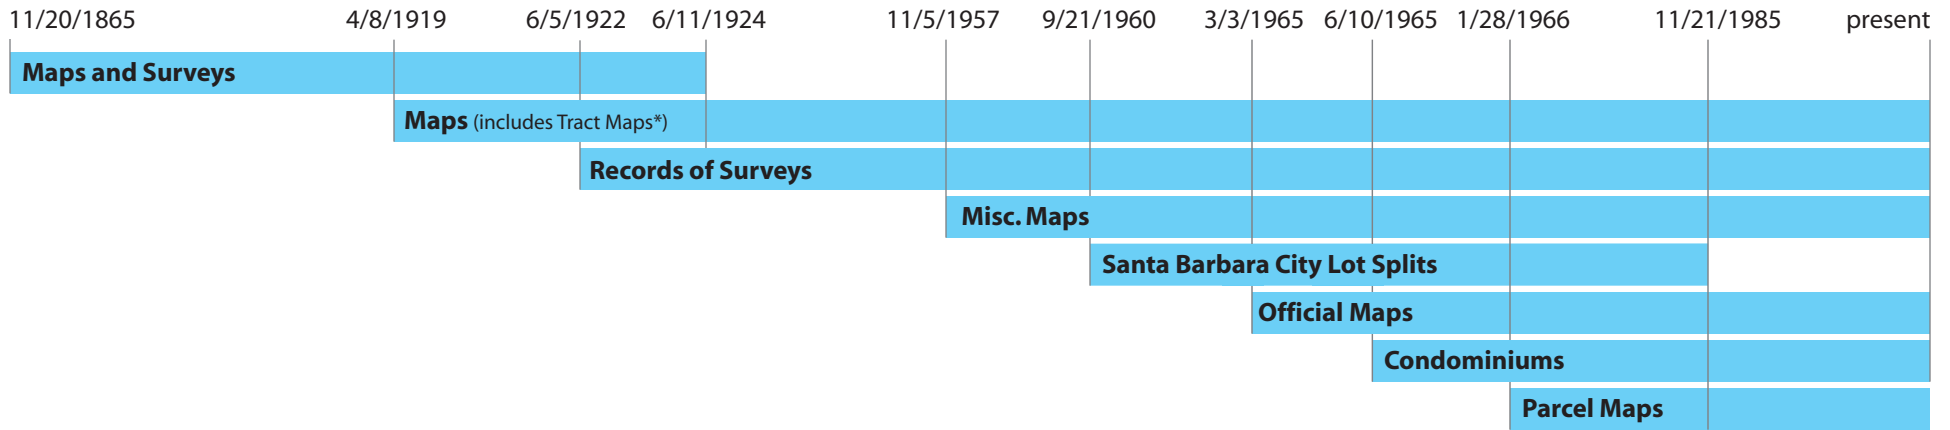 11/20/1865 4/8/1919 6/5/1922 6/11/1924 11/5/1957 9/21/1960 3/3/1965 6/10/1965 1/28/1966 11/21/1985 present
Maps and Surveys
Maps (includes Tract Maps*)
Records of Surveys
Misc. Maps
Santa Barbara City Lot Splits
Official Maps
Condominiums
Parcel Maps